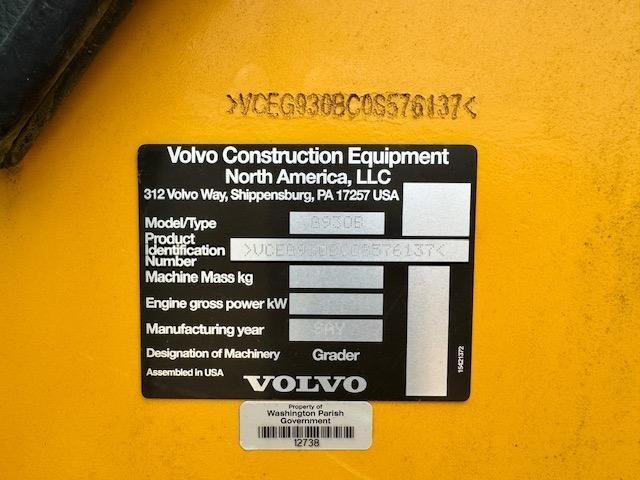 >VCEG930BC0S576137<
Volvo Construction Equipment
North America, LLC
312 Volvo Way, Shippensburg, PA 17257 USA
Model/Type G930B
Product
Identification >VCEG930BC0S576137<
Number
Machine Mass kg
Engine gross power kW
Manufacturing year
Designation of Machinery Grader
Assembled in USA
VOLVO
15421372
Property of
Washington Parish
Government
12738